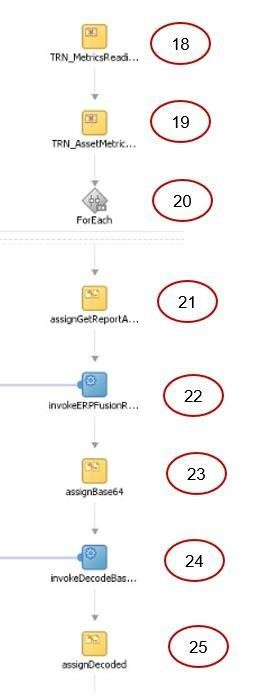 18
TRN_MetricsReadi...
19
TRN_AssetMetric...
20
ForEach
21
assignGetReportA...
22
invokeERPFusionR...
23
assignBase64
24
invokeDecodeBas...
25
assignDecoded